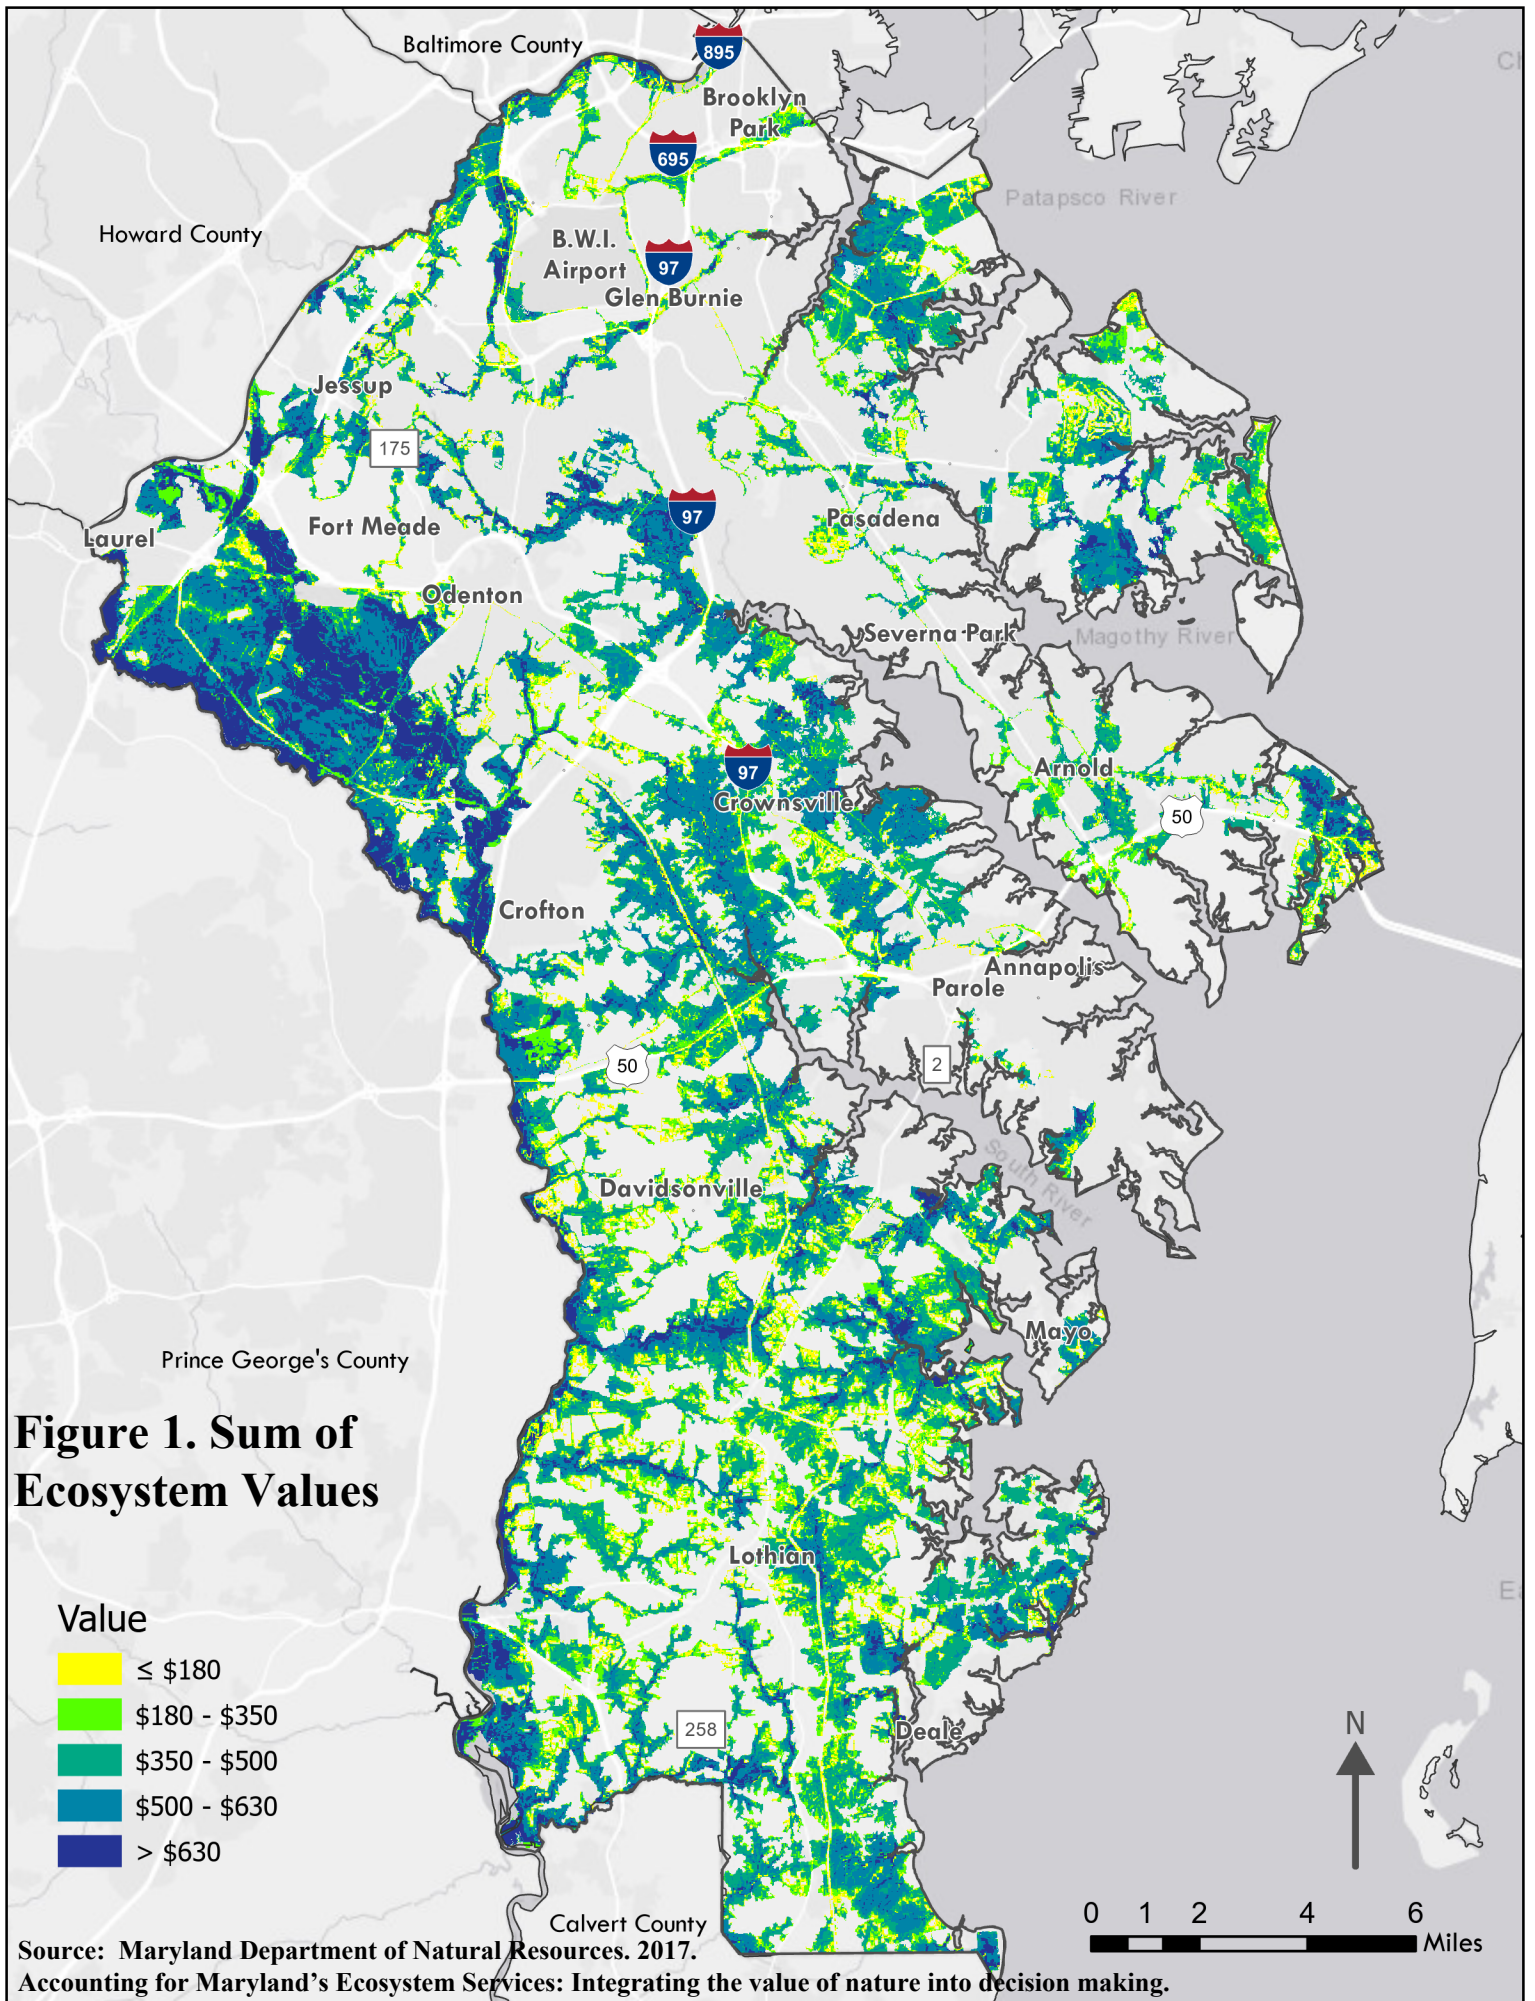 Baltimore County
895
Ch
Brooklyn
Park
695
Patapsco River
Howard County
B.W.I.
Airport
97
Glen Burnie
Jessup
175
97
Pasadena
Fort Meade
Laurel
Odenton
Severna Park
Magothy River
97
Arnold
Crownsville
50
Crofton
Annapolis
Parole
50
2
South River
Davidsonville
Mayo
Prince George's County
Figure 1. Sum of
Ecosystem Values
Lothian
Ea
Value
≤ $180
$180 - $350
$350 - $500
$500 - $630
> $630
258
Deale
N
0 1 2 4 6
Miles
Calvert County
Source: Maryland Department of Natural Resources. 2017.
Accounting for Maryland’s Ecosystem Services: Integrating the value of nature into decision making.